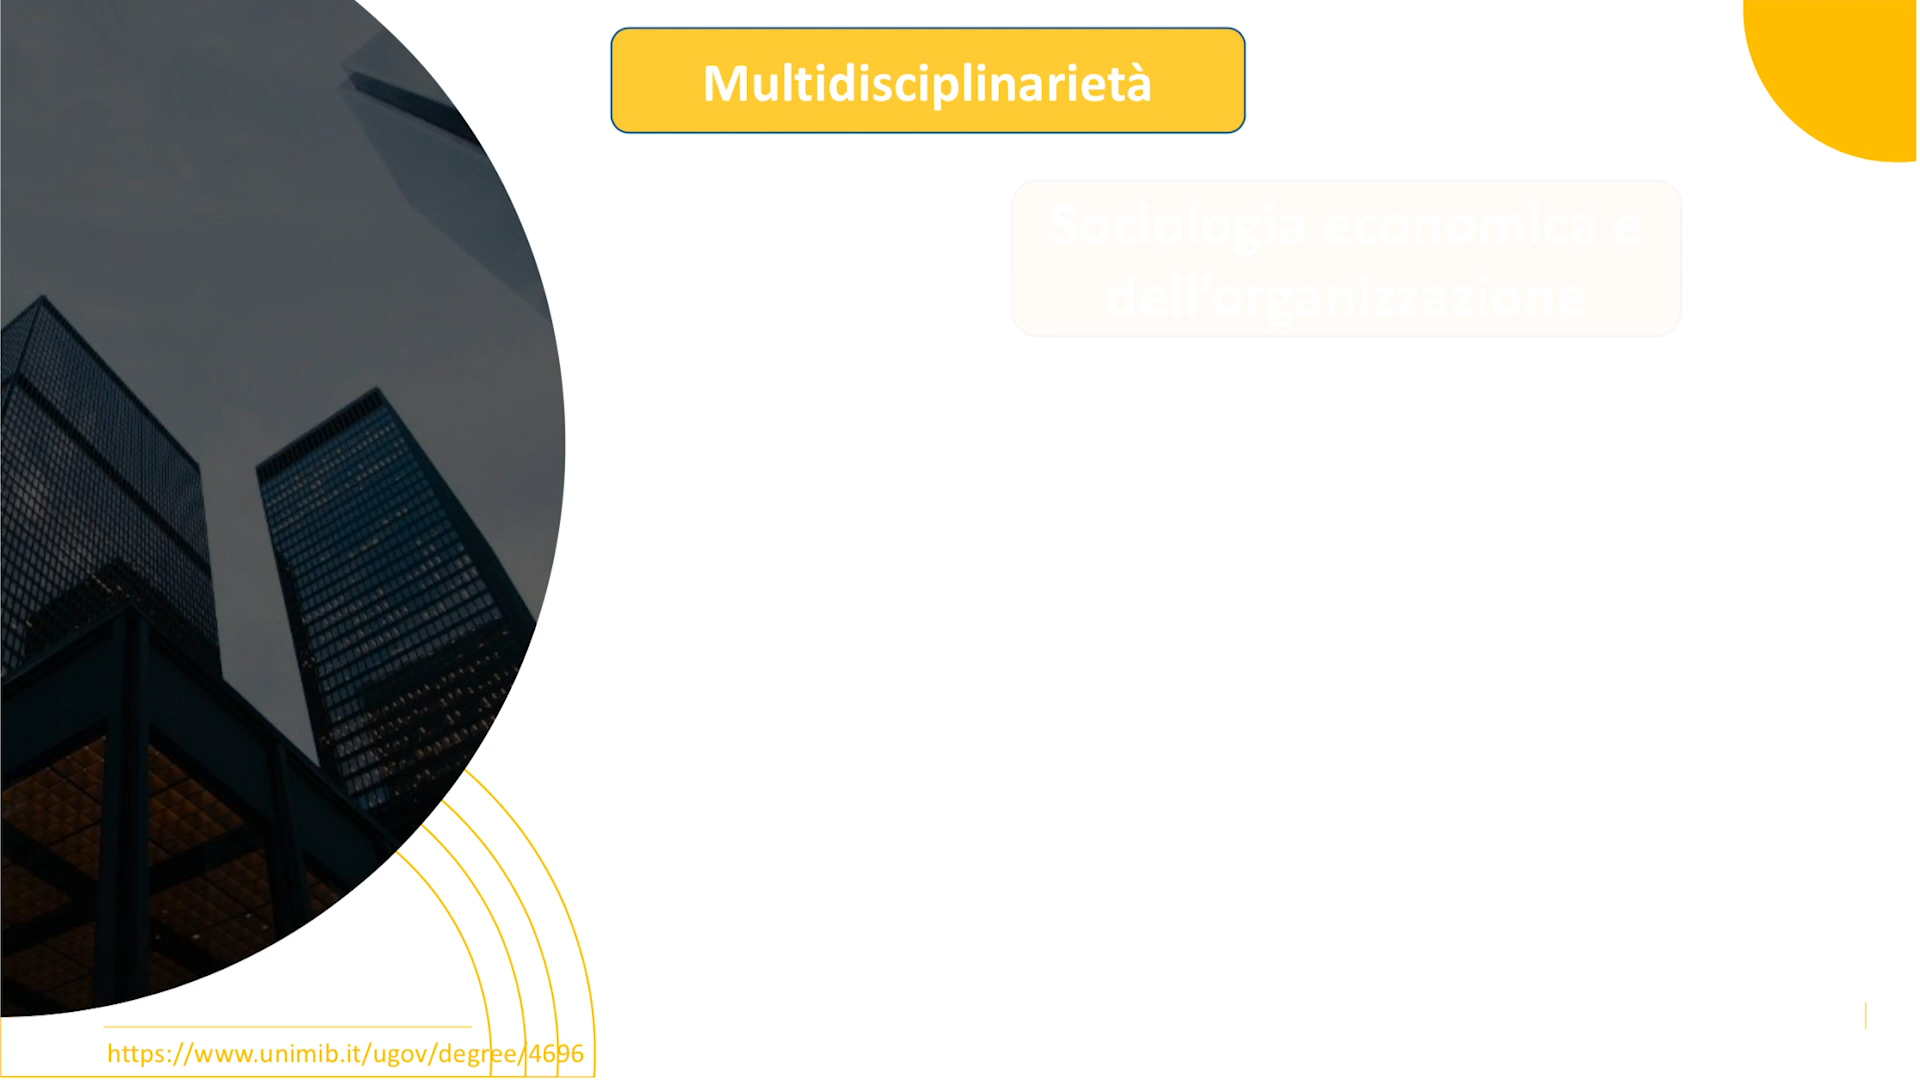 Multidisciplinarietà
Sociologia economica e
dell'organizzazione
https://www.unimib.it/ugov/degree/4696